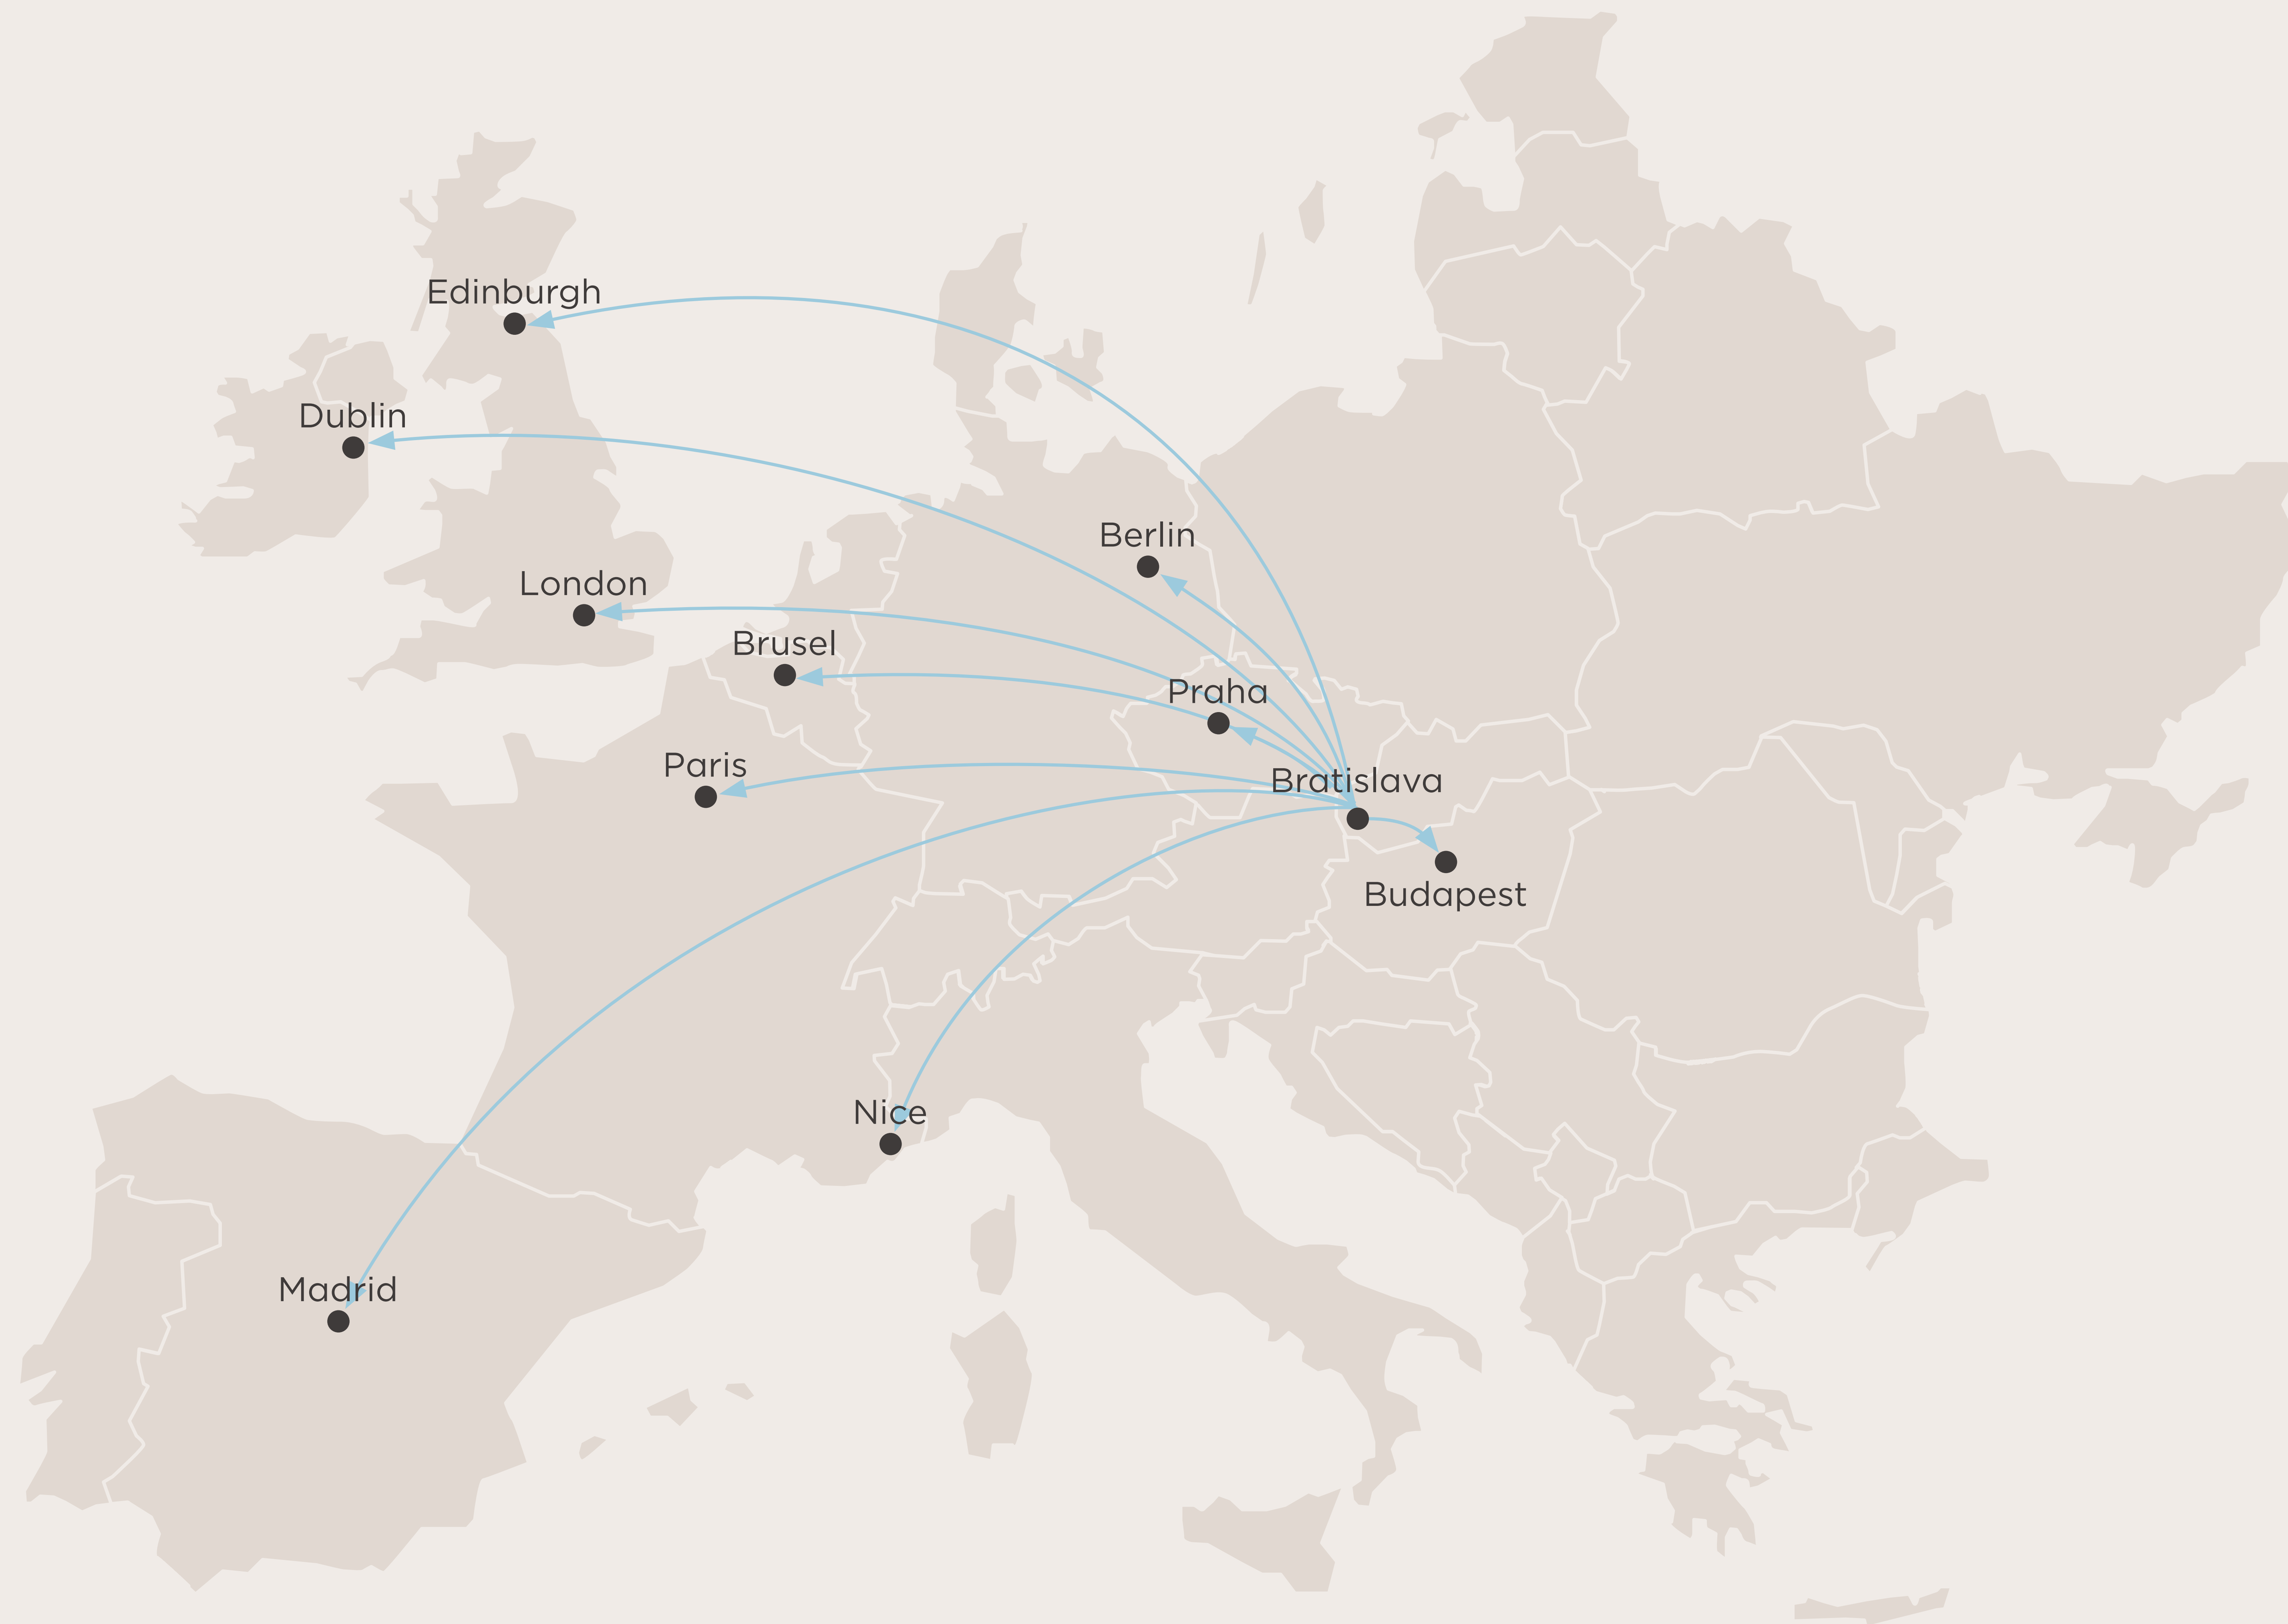 Edinburgh
Dublin
Berlin
London
Brusel
Praha
Paris
Bratislava
Budapest
Nice
Madrid